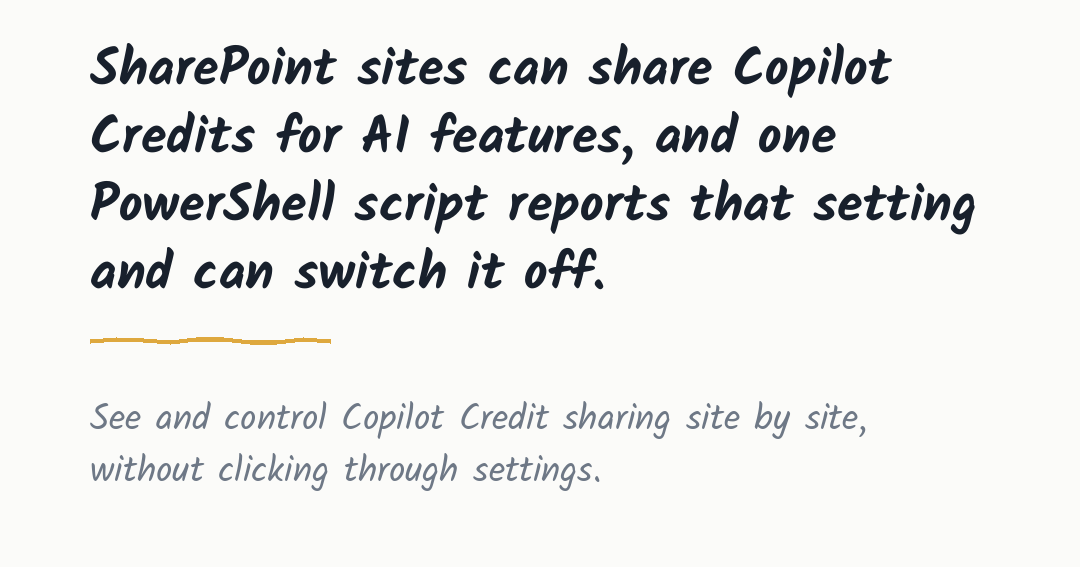 SharePoint sites can share Copilot
Credits for AI features, and one
PowerShell script reports that setting
and can switch it off.
See and control Copilot Credit sharing site by site,
without clicking through settings.